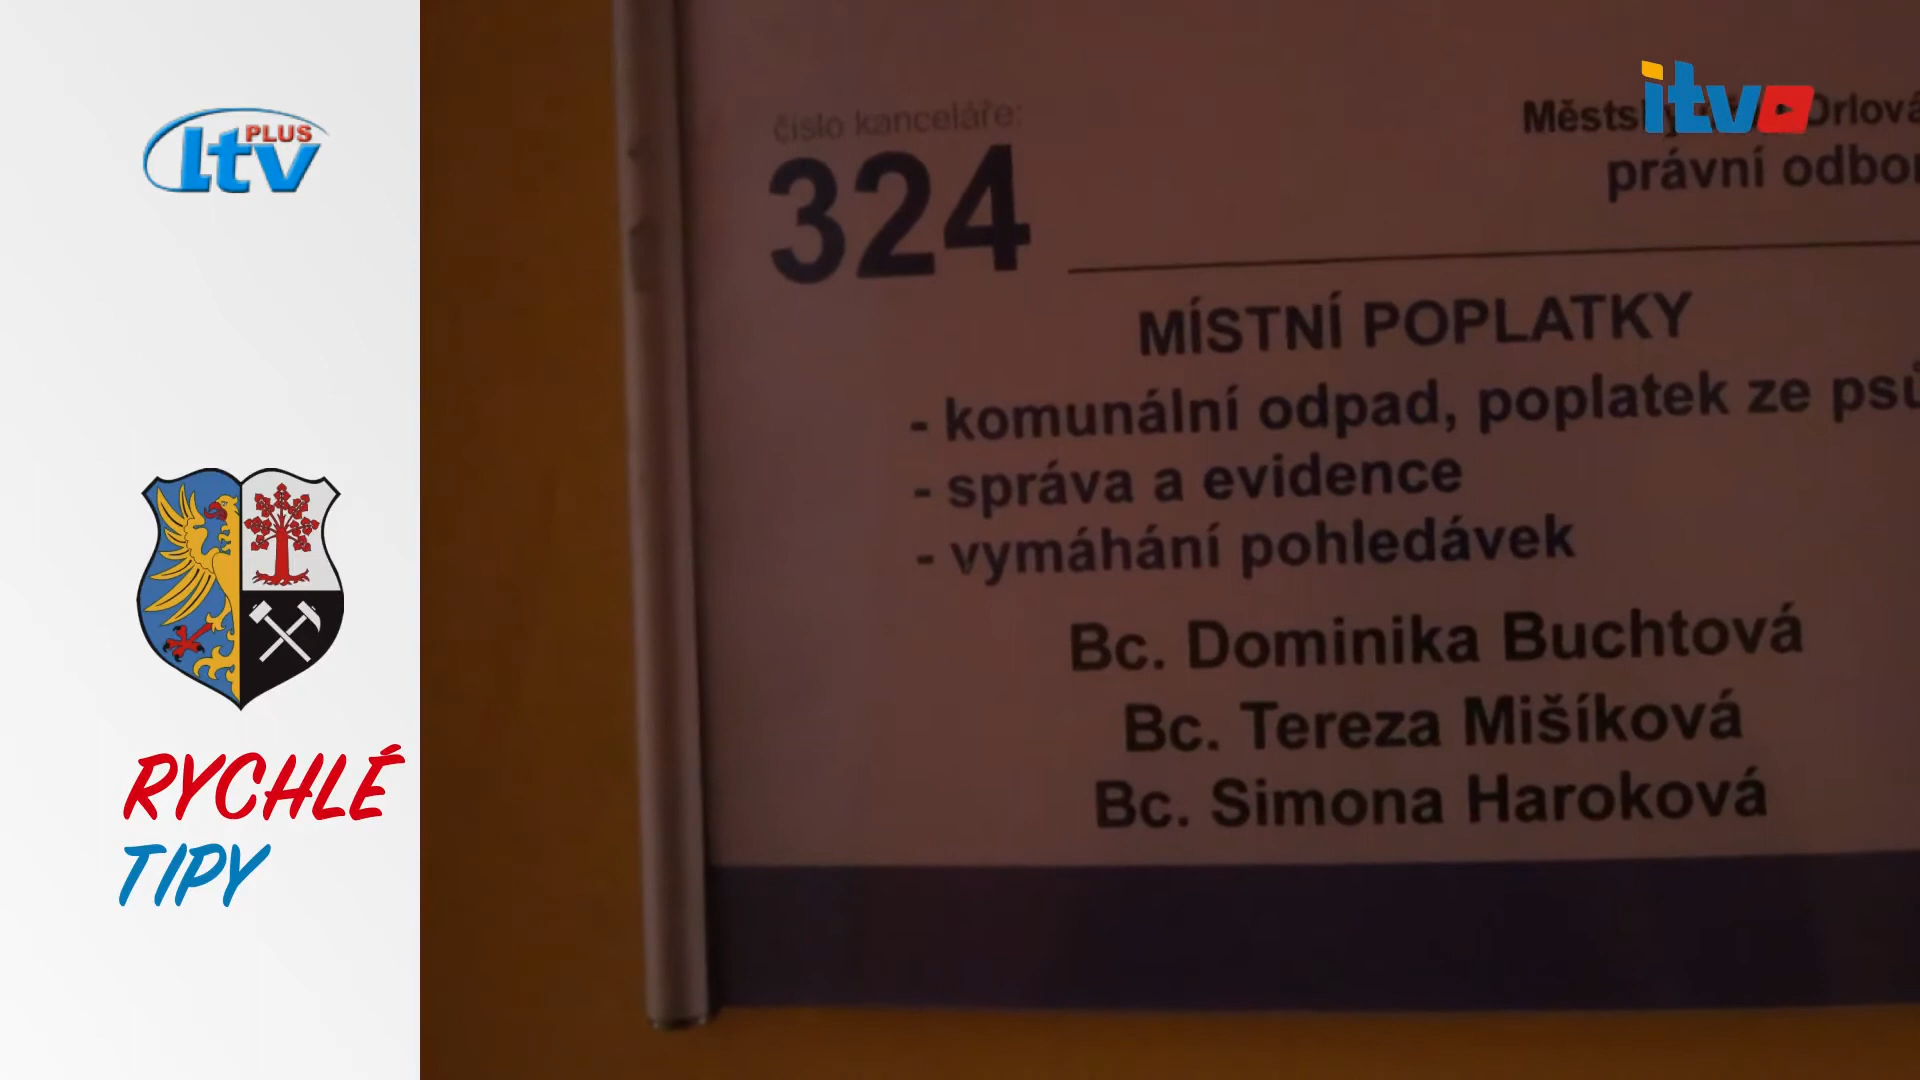 ltv PLUS
RYCHLÉ
TIPY
itv
číslo kanceláře:
324
Orlová
právní odbor
MÍSTNÍ POPLATKY
- komunální odpad, poplatek ze psů
- správa a evidence
- vymáhání pohledávek
Bc. Dominika Buchtová
Bc. Tereza Mišíková
Bc. Simona Haroková